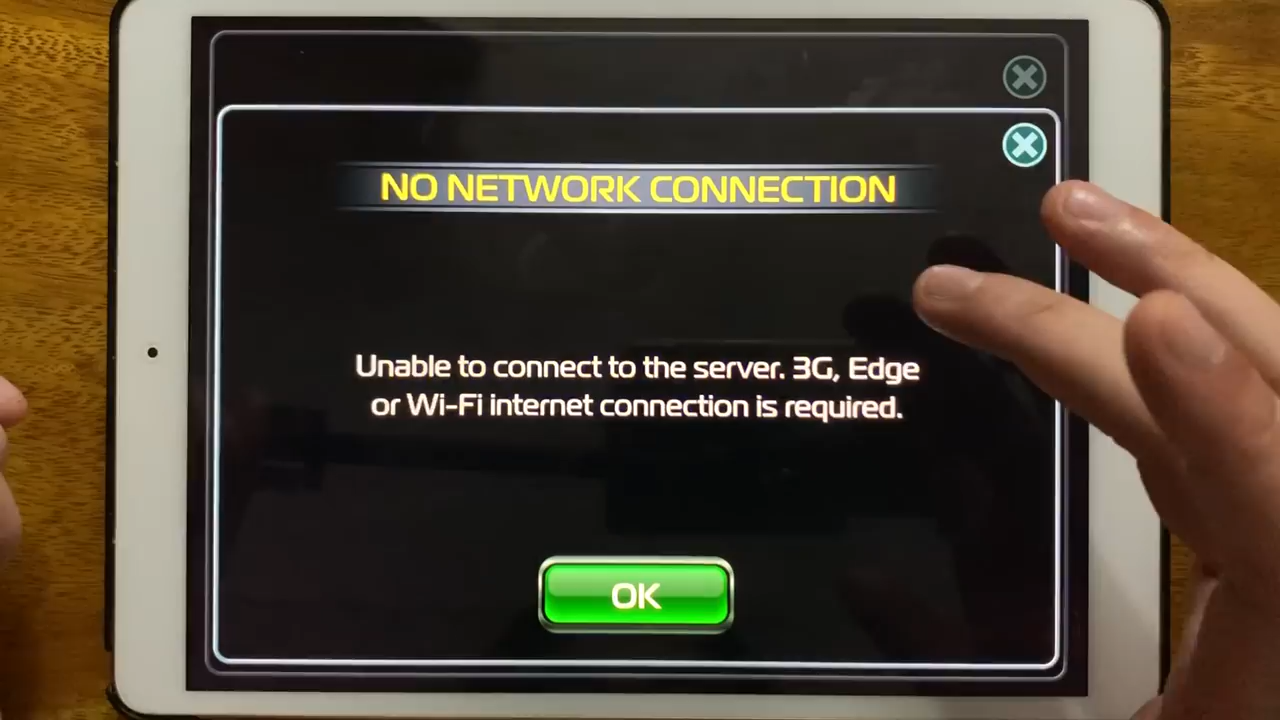 NO NETWORK CONNECTION
Unable to connect to the server. 3G, Edge
or Wi-Fi internet connection is required.
OK